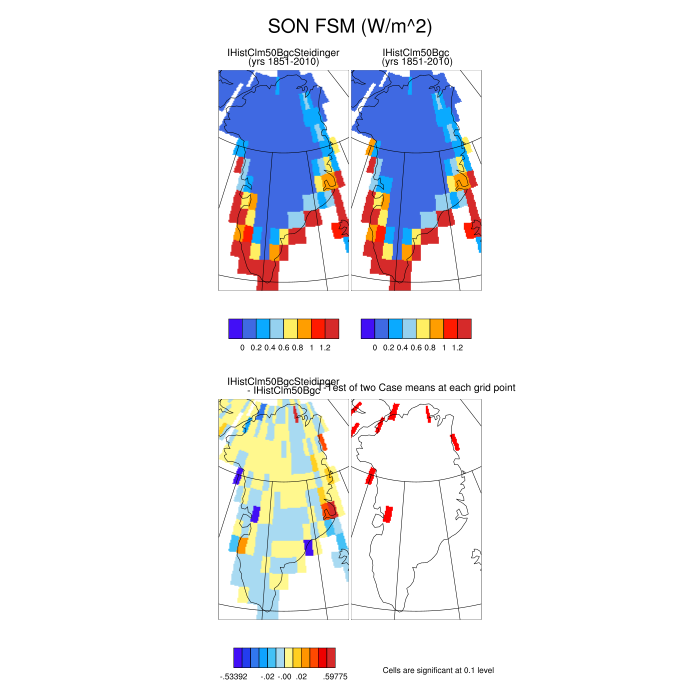 SON FSM (W/m^2)
IHistClm50BgcSteidinger
(yrs 1851-2010)
IHistClm50Bgc
(yrs 1851-2010)
0 0.2 0.4 0.6 0.8 1 1.2
0 0.2 0.4 0.6 0.8 1 1.2
IHistClm50BgcSteidinger
- IHistClm50Bgc
T-Test of two Case means at each grid point
-.53392 -.02 -.00 .02 .59775
Cells are significant at 0.1 level